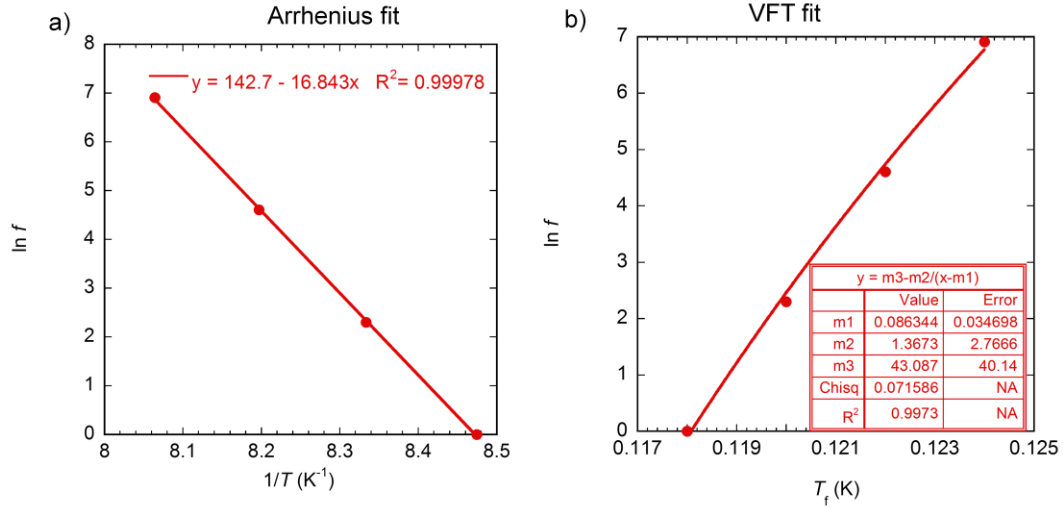 a)
Arrhenius fit
y = 142.7 - 16.843x R²= 0.99978
8
7
6
5
4
3
2
1
0
ln f
8
8.1
8.2
8.3
8.4
8.5
1/T (K⁻¹)
b)
VFT fit
7
6
5
4
3
2
1
0
ln f
0.117
0.119
0.121
0.123
0.125
T_f (K)
y = m3-m2/(x-m1)
Value Error
m1 0.086344 0.034698
m2 1.3673 2.7666
m3 43.087 40.14
Chisq 0.071586 NA
R² 0.9973 NA